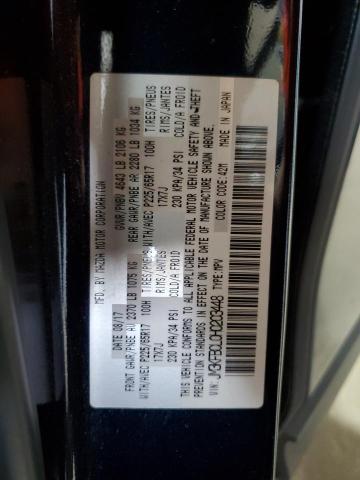 MFD. BY MAZDA MOTOR CORPORATION
DATE 08/17 GVWR/PNBV 4643 LB 2106 KG
FRONT GAWR/PNBE AV 2370 LB 1075 KG REAR GAWR/PNBE AR 2280 LB 1034 KG
WITH/AVEC P225/65R17 100H TIRES/PNEUS WITH/AVEC P225/65R17 100H TIRES/PNEUS
17X7J RIMS/JANTES 17X7J RIMS/JANTES
230 KPA/34 PSI COLD/A FROID 230 KPA/34 PSI COLD/A FROID
THIS VEHICLE CONFORMS TO ALL APPLICABLE FEDERAL MOTOR VEHICLE SAFETY AND THEFT
PREVENTION STANDARDS IN EFFECT ON THE DATE OF MANUFACTURE SHOWN ABOVE.
VIN: TYPE: MPV COLOR CODE: 42M MADE IN JAPAN